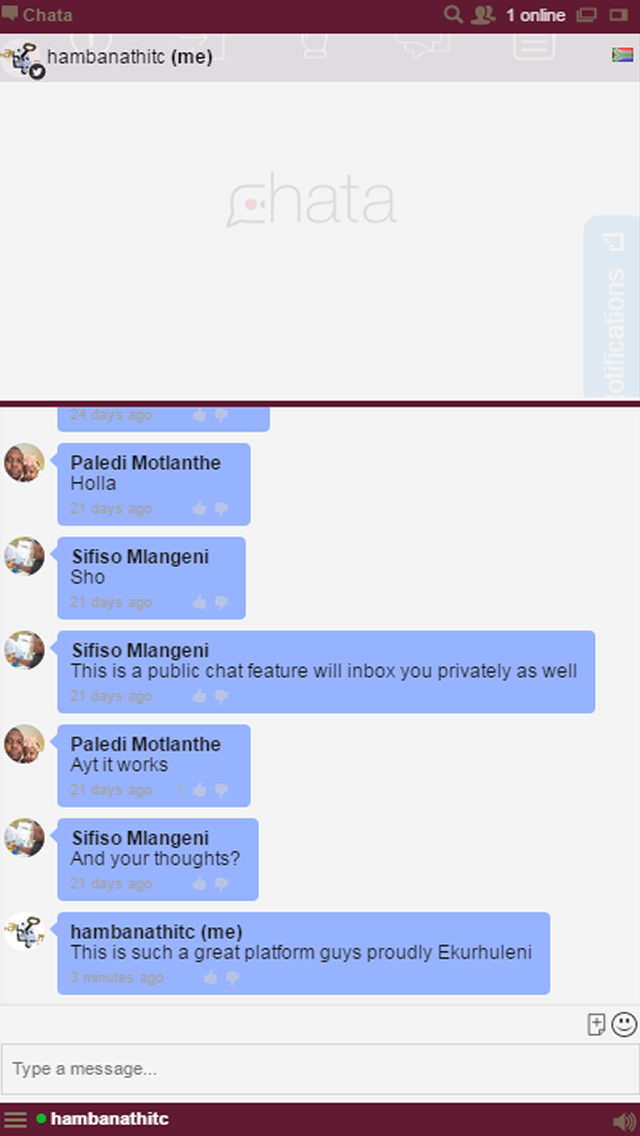 Chata
1 online
hambanathitc (me)
chata
Notifications
24 days ago
Paledi Motlanthe
Holla
21 days ago
Sifiso Mlangeni
Sho
21 days ago
Sifiso Mlangeni
This is a public chat feature will inbox you privately as well
21 days ago
Paledi Motlanthe
Ayt it works
21 days ago 1
Sifiso Mlangeni
And your thoughts?
21 days ago
hambanathitc (me)
This is such a great platform guys proudly Ekurhuleni
3 minutes ago
Type a message...
hambanathitc